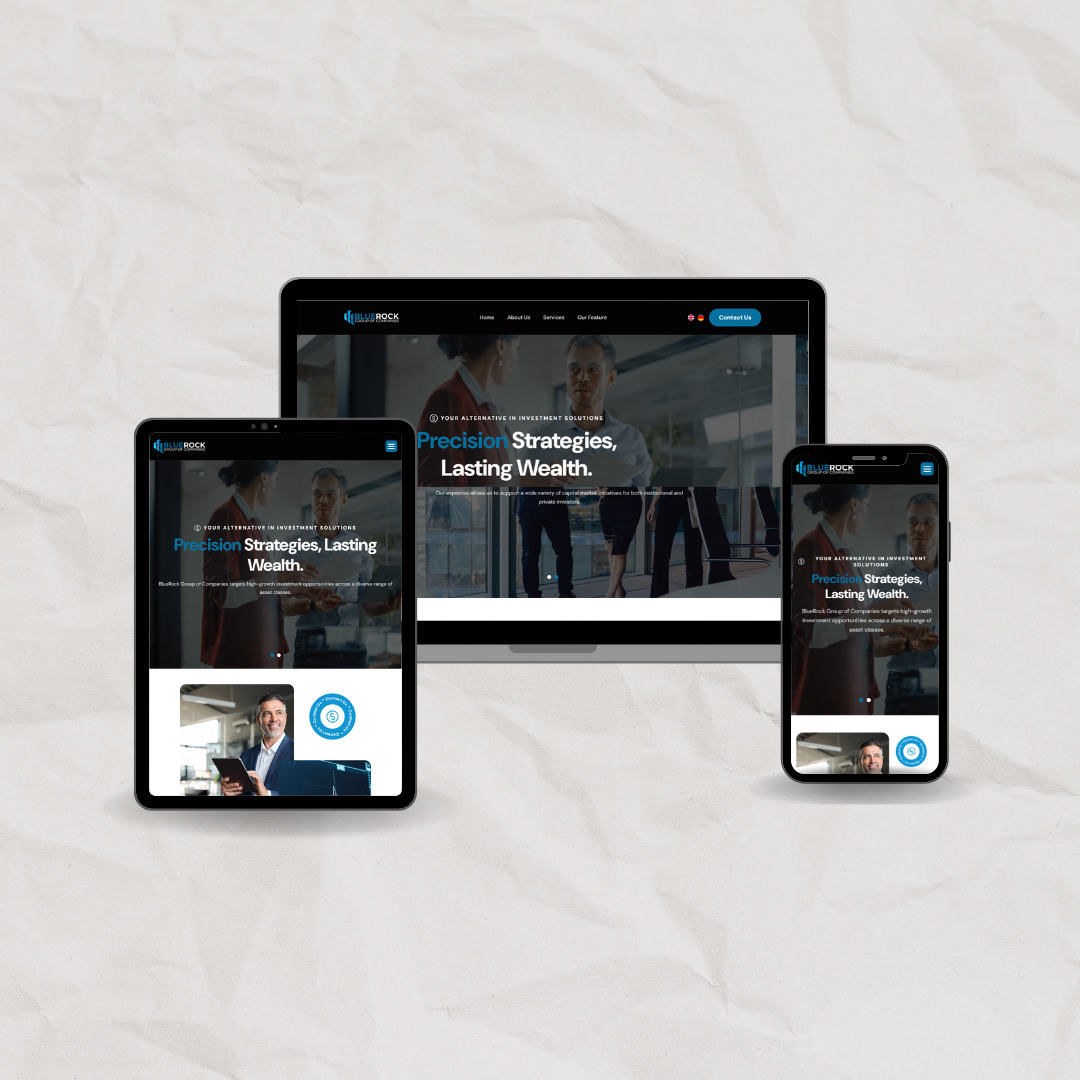 BLUEROCK
GROUP OF COMPANIES
Home
About Us
Services
Our Feature
Contact Us
YOUR ALTERNATIVE IN INVESTMENT SOLUTIONS
Precision Strategies,
Lasting Wealth.
Our expertise allows us to support a wide variety of capital market initiatives for both institutional and
private investors.
BLUEROCK
GROUP OF COMPANIES
YOUR ALTERNATIVE IN INVESTMENT SOLUTIONS
Precision Strategies, Lasting
Wealth.
BlueRock Group of Companies targets high-growth investment opportunities across a diverse range of
asset classes.
Contact Us • Contact Us • Contact Us • Contact Us •
BLUEROCK
GROUP OF COMPANIES
YOUR ALTERNATIVE IN INVESTMENT
SOLUTIONS
Precision Strategies,
Lasting Wealth.
BlueRock Group of Companies targets high-growth
investment opportunities across a diverse range of
asset classes.